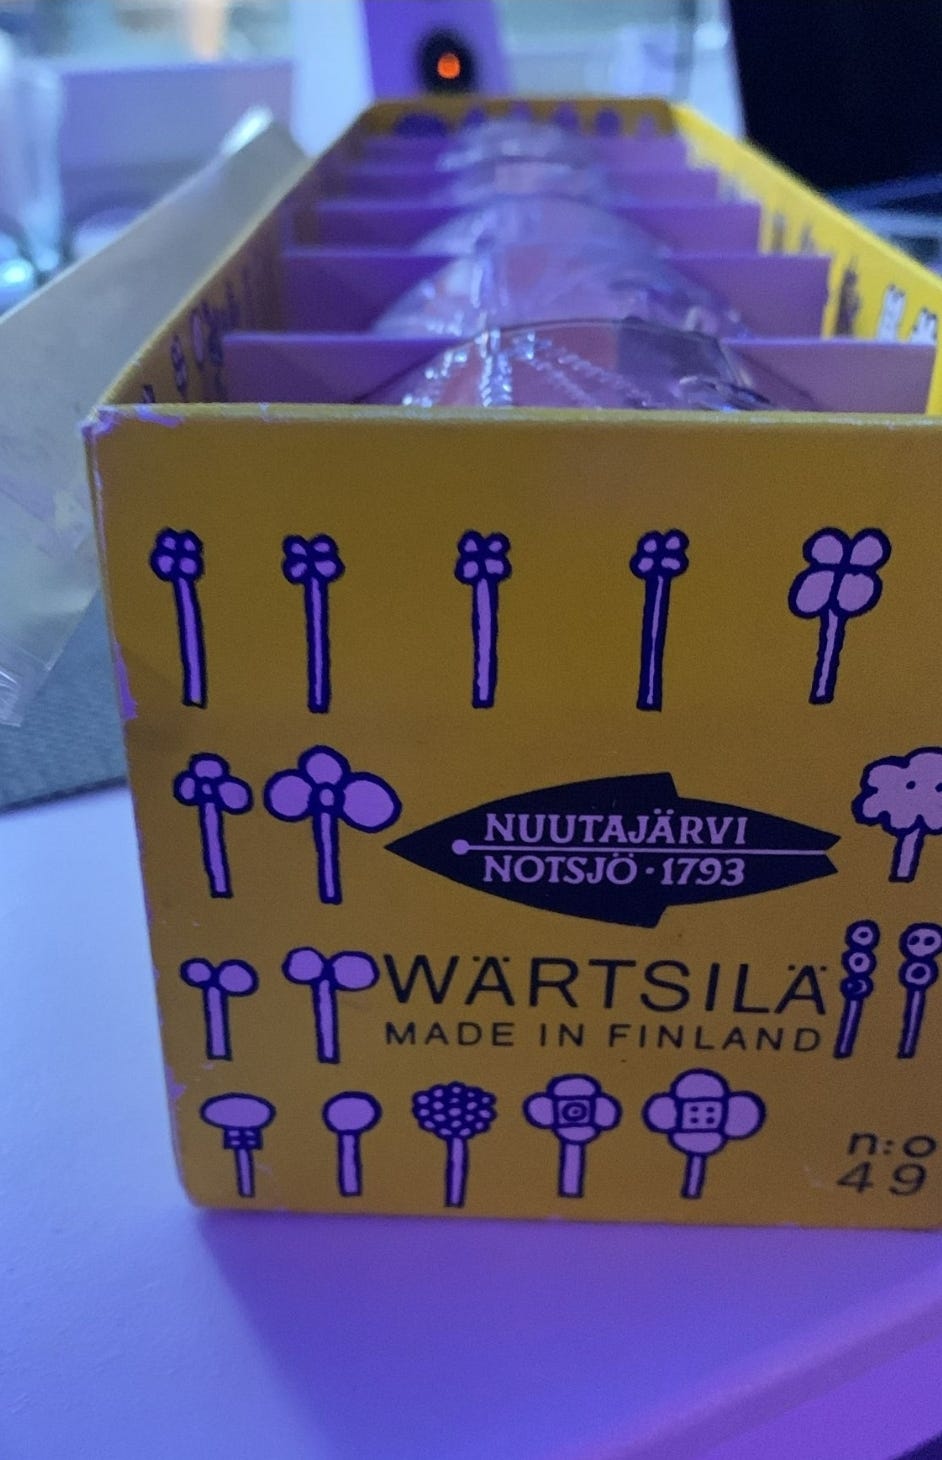 NUUTAJÄRVI
NOTSJÖ·1793
WÄRTSILÄ
MADE IN FINLAND
n:o
49